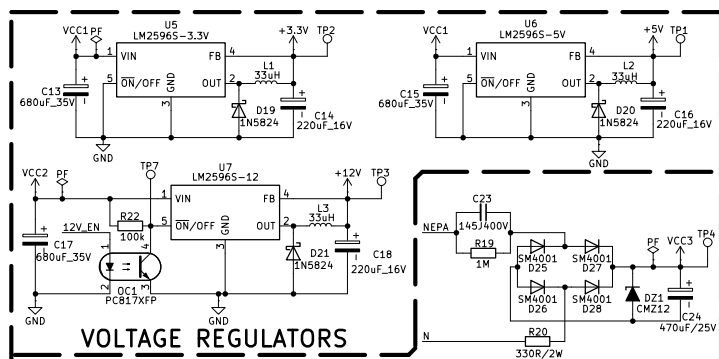 U5
LM2596S-3.3V
VCC1
PF
1
VIN
FB
4
+3.3V
TP2
5
ON/OFF
GND
OUT
2
L1
33uH
3
C13
680uF_35V
D19
1N5824
C14
220uF_16V
GND
U6
LM2596S-5V
VCC1
1
VIN
FB
4
+5V
TP1
5
ON/OFF
GND
OUT
2
L2
33uH
3
C15
680uF_35V
D20
1N5824
C16
220uF_16V
GND
U7
LM2596S-12
VCC2
PF
TP7
1
VIN
FB
4
+12V
TP3
R22
100k
5
ON/OFF
GND
OUT
2
L3
33uH
3
12V_EN
1
4
C17
680uF_35V
2
3
OC1
PC817XFP
D21
1N5824
C18
220uF_16V
GND
GND
C23
145J400V
NEPA
R19
1M
SM4001
D25
SM4001
D27
SM4001
D26
SM4001
D28
PF
VCC3
TP4
DZ1
CMZ12
C24
470uF/25V
N
R20
330R/2W
VOLTAGE REGULATORS